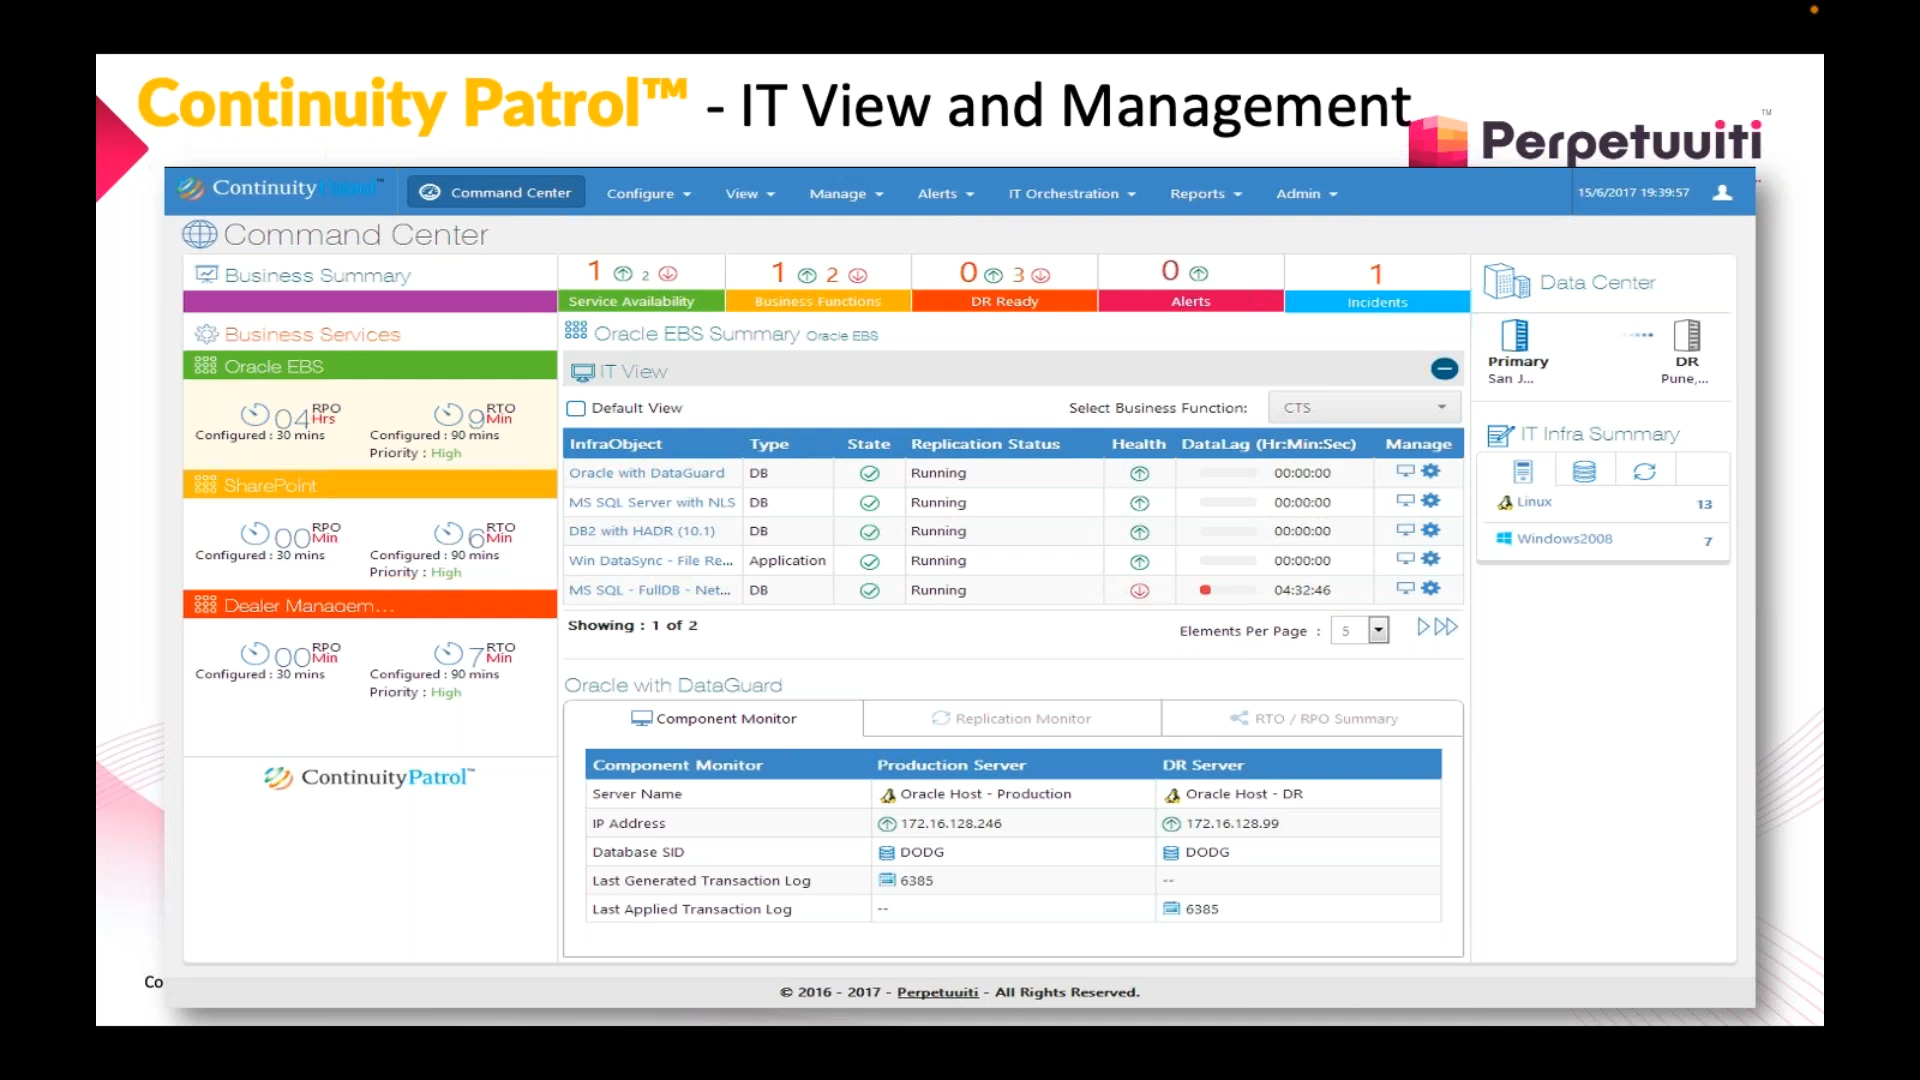 Continuity Patrol™ - IT View and Management
Perpetuuiti™
ContinuityPatrol™ Command Center Configure View Manage Alerts IT Orchestration Reports Admin 15/6/2017 19:39:57
Command Center
Business Summary
Business Services
Oracle EBS
04 RPO Hrs 9 RTO Min
Configured : 30 mins Configured : 90 mins
Priority : High
SharePoint
00 RPO Min 6 RTO Min
Configured : 30 mins Configured : 90 mins
Priority : High
Dealer Managem...
00 RPO Min 7 RTO Min
Configured : 30 mins Configured : 90 mins
Priority : High
ContinuityPatrol™
1 2 1 2 0 3 0 1
Service Availability Business Functions DR Ready Alerts Incidents
Oracle EBS Summary Oracle EBS
IT View
Default View Select Business Function: CTS
InfraObject Type State Replication Status Health DataLag (Hr:Min:Sec) Manage
Oracle with DataGuard DB Running 00:00:00
MS SQL Server with NLS DB Running 00:00:00
DB2 with HADR (10.1) DB Running 00:00:00
Win DataSync - File Re... Application Running 00:00:00
MS SQL - FullDB - Net... DB Running 04:32:46
Showing : 1 of 2 Elements Per Page : 5
Oracle with DataGuard
Component Monitor Replication Monitor RTO / RPO Summary
Component Monitor Production Server DR Server
Server Name Oracle Host - Production Oracle Host - DR
IP Address 172.16.128.246 172.16.128.99
Database SID DODG DODG
Last Generated Transaction Log 6385 --
Last Applied Transaction Log -- 6385
Data Center
Primary DR
San J... Pune,...
IT Infra Summary
Linux 13
Windows2008 7
Co
© 2016 - 2017 - Perpetuuiti - All Rights Reserved.